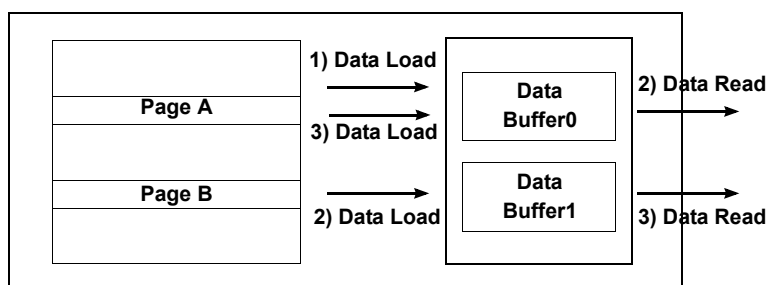 1) Data Load
Page A
3) Data Load
Data
Buffer0
2) Data Read
Page B
2) Data Load
Data
Buffer1
3) Data Read